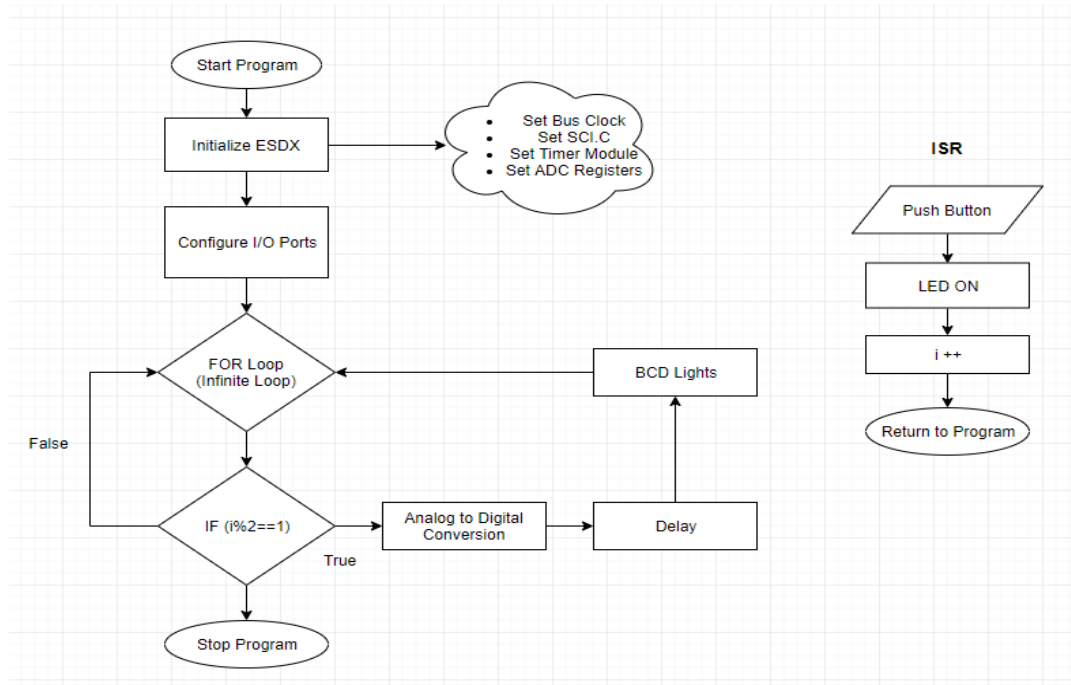 Start Program
Initialize ESDX
• Set Bus Clock
• Set SCI.C
• Set Timer Module
• Set ADC Registers
Configure I/O Ports
FOR Loop
(Infinite Loop)
BCD Lights
False
IF (i%2==1)
True
Analog to Digital
Conversion
Delay
Stop Program
ISR
Push Button
LED ON
i ++
Return to Program